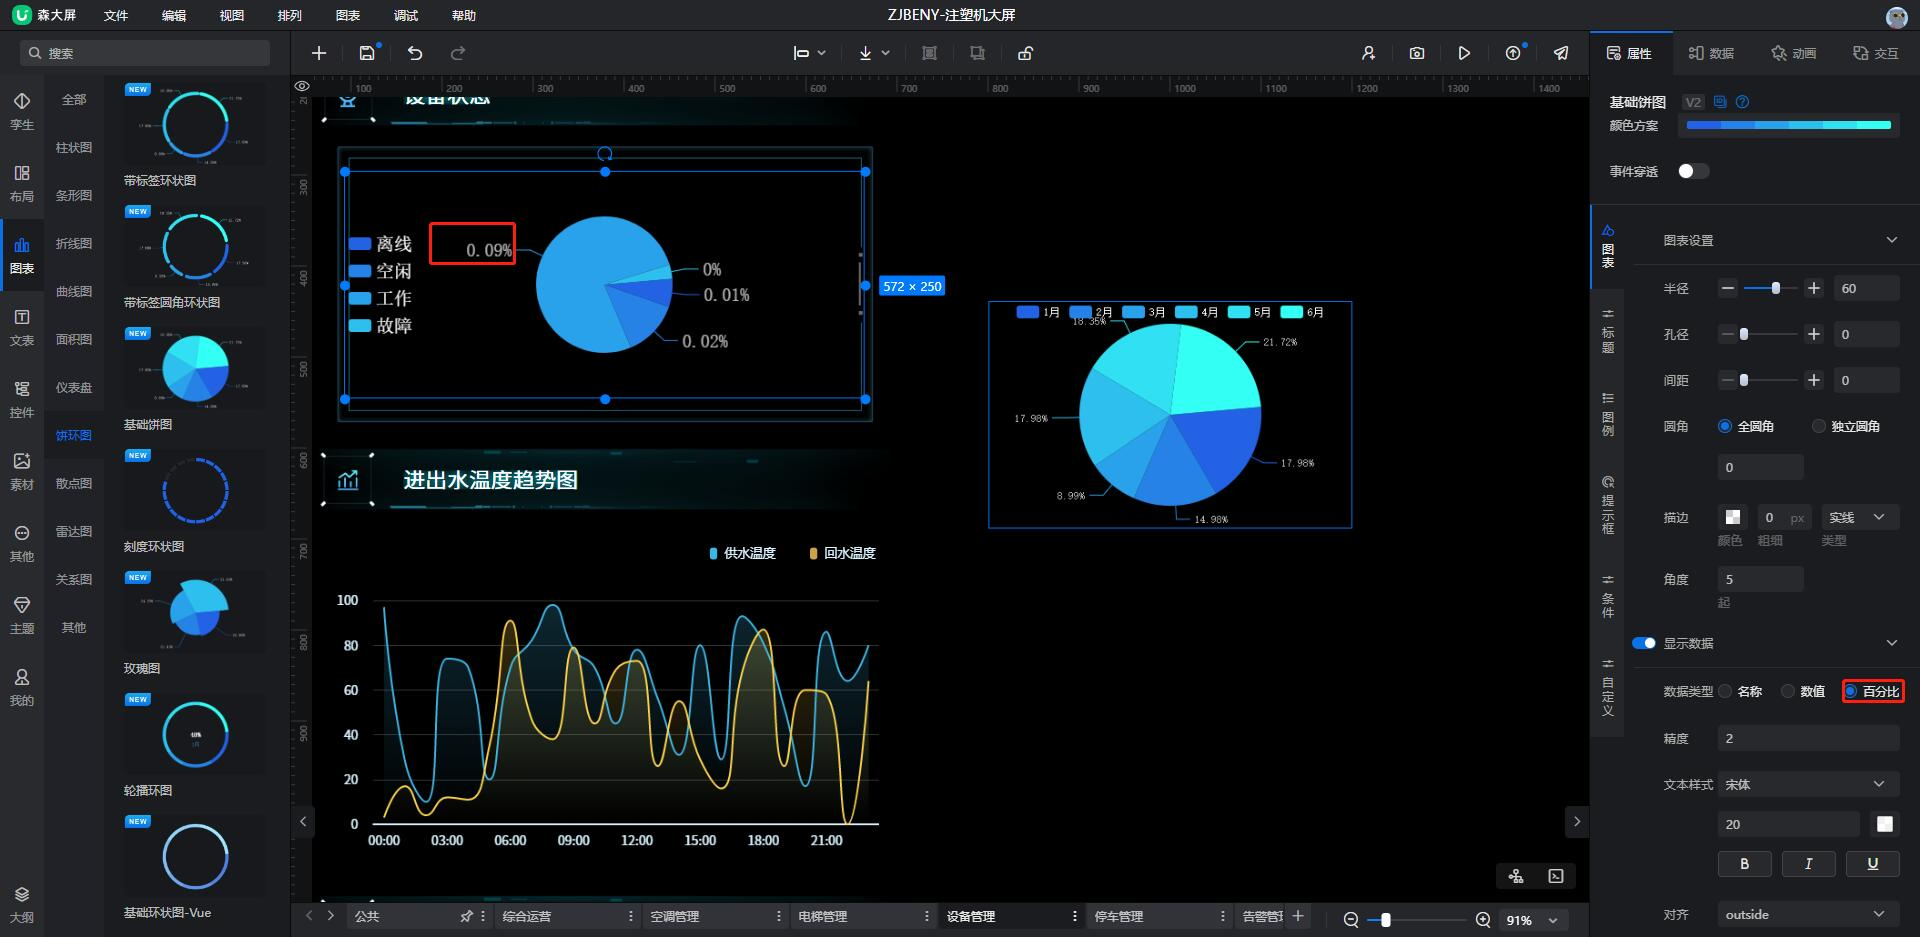 森大屏
文件
编辑
视图
排列
图表
调试
帮助
ZJBENY-注塑机大屏
搜索
孪生
布局
图表
文表
控件
素材
其他
主题
我的
大纲
全部
柱状图
条形图
折线图
曲线图
面积图
仪表盘
饼环图
散点图
雷达图
关系图
其他
NEW
带标签环状图
NEW
带标签圆角环状图
NEW
基础饼图
NEW
刻度环状图
NEW
玫瑰图
NEW
轮播环图
NEW
基础环状图-Vue
100
200
300
400
500
600
700
800
900
1000
1100
1200
1300
1400
300
400
500
600
700
800
900
设备状态
离线
空闲
工作
故障
0.09%
0%
0.01%
0.02%
572 × 250
进出水温度趋势图
供水温度
回水温度
100
80
60
40
20
0
00:00
03:00
06:00
09:00
12:00
15:00
18:00
21:00
1月
2月
3月
4月
5月
6月
18.35%
21.72%
17.98%
17.98%
8.99%
14.98%
公共
综合运营
空调管理
电梯管理
设备管理
停车管理
告警管理
91%
属性
数据
动画
交互
基础饼图
V2
颜色方案
事件穿透
图表
标题
图例
提示框
条件
自定义
图表设置
半径
60
孔径
0
间距
0
圆角
全圆角
独立圆角
0
描边
0
px
实线
颜色
粗细
类型
角度
5
起
显示数据
数据类型
名称
数值
百分比
精度
2
文本样式
宋体
20
B
I
U
对齐
outside